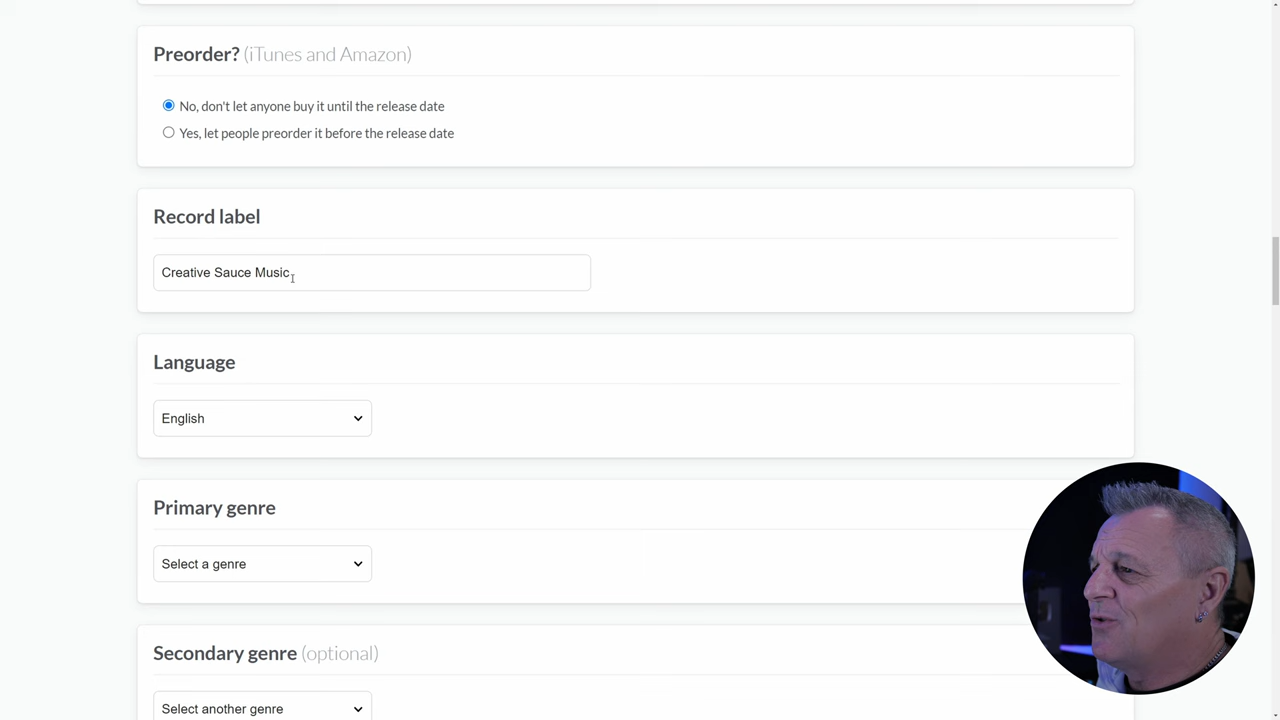 Preorder? (iTunes and Amazon)
No, don't let anyone buy it until the release date
Yes, let people preorder it before the release date
Record label
Creative Sauce Music
Language
English
Primary genre
Select a genre
Secondary genre (optional)
Select another genre